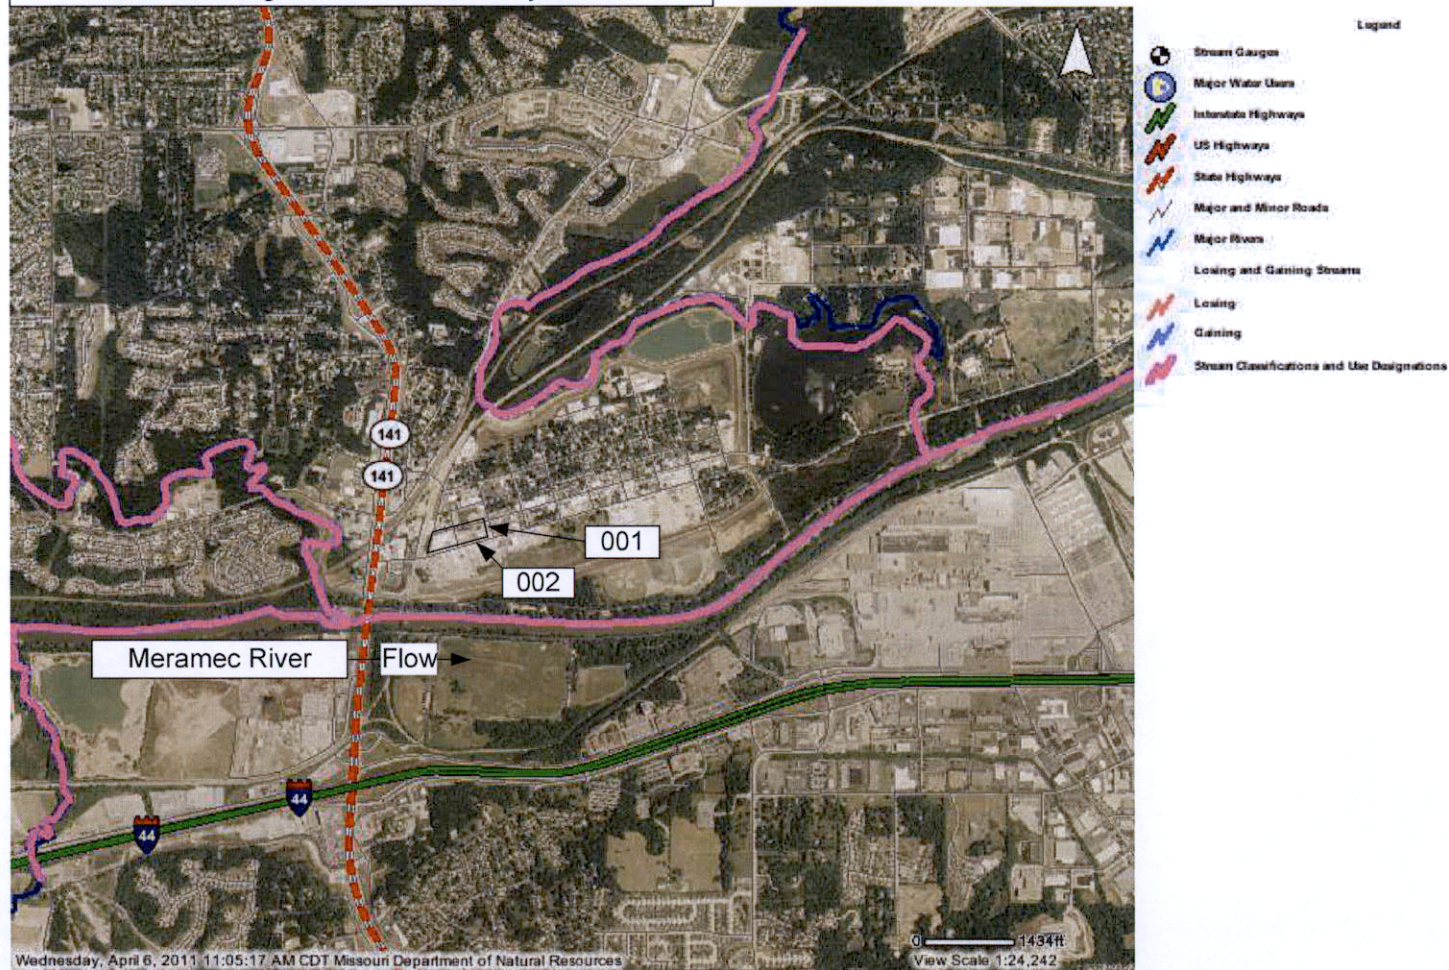 Legend
Stream Gauges
Major Water Uses
Interstate Highways
US Highways
State Highways
Major and Minor Roads
Major Rivers
Losing and Gaining Streams
Losing
Gaining
Stream Classifications and Use Designations
141
141
001
002
Meramec River
Flow
44
44
0 1434ft
Wednesday, April 6, 2011 11:05:17 AM CDT Missouri Department of Natural Resources
View Scale 1:24,242